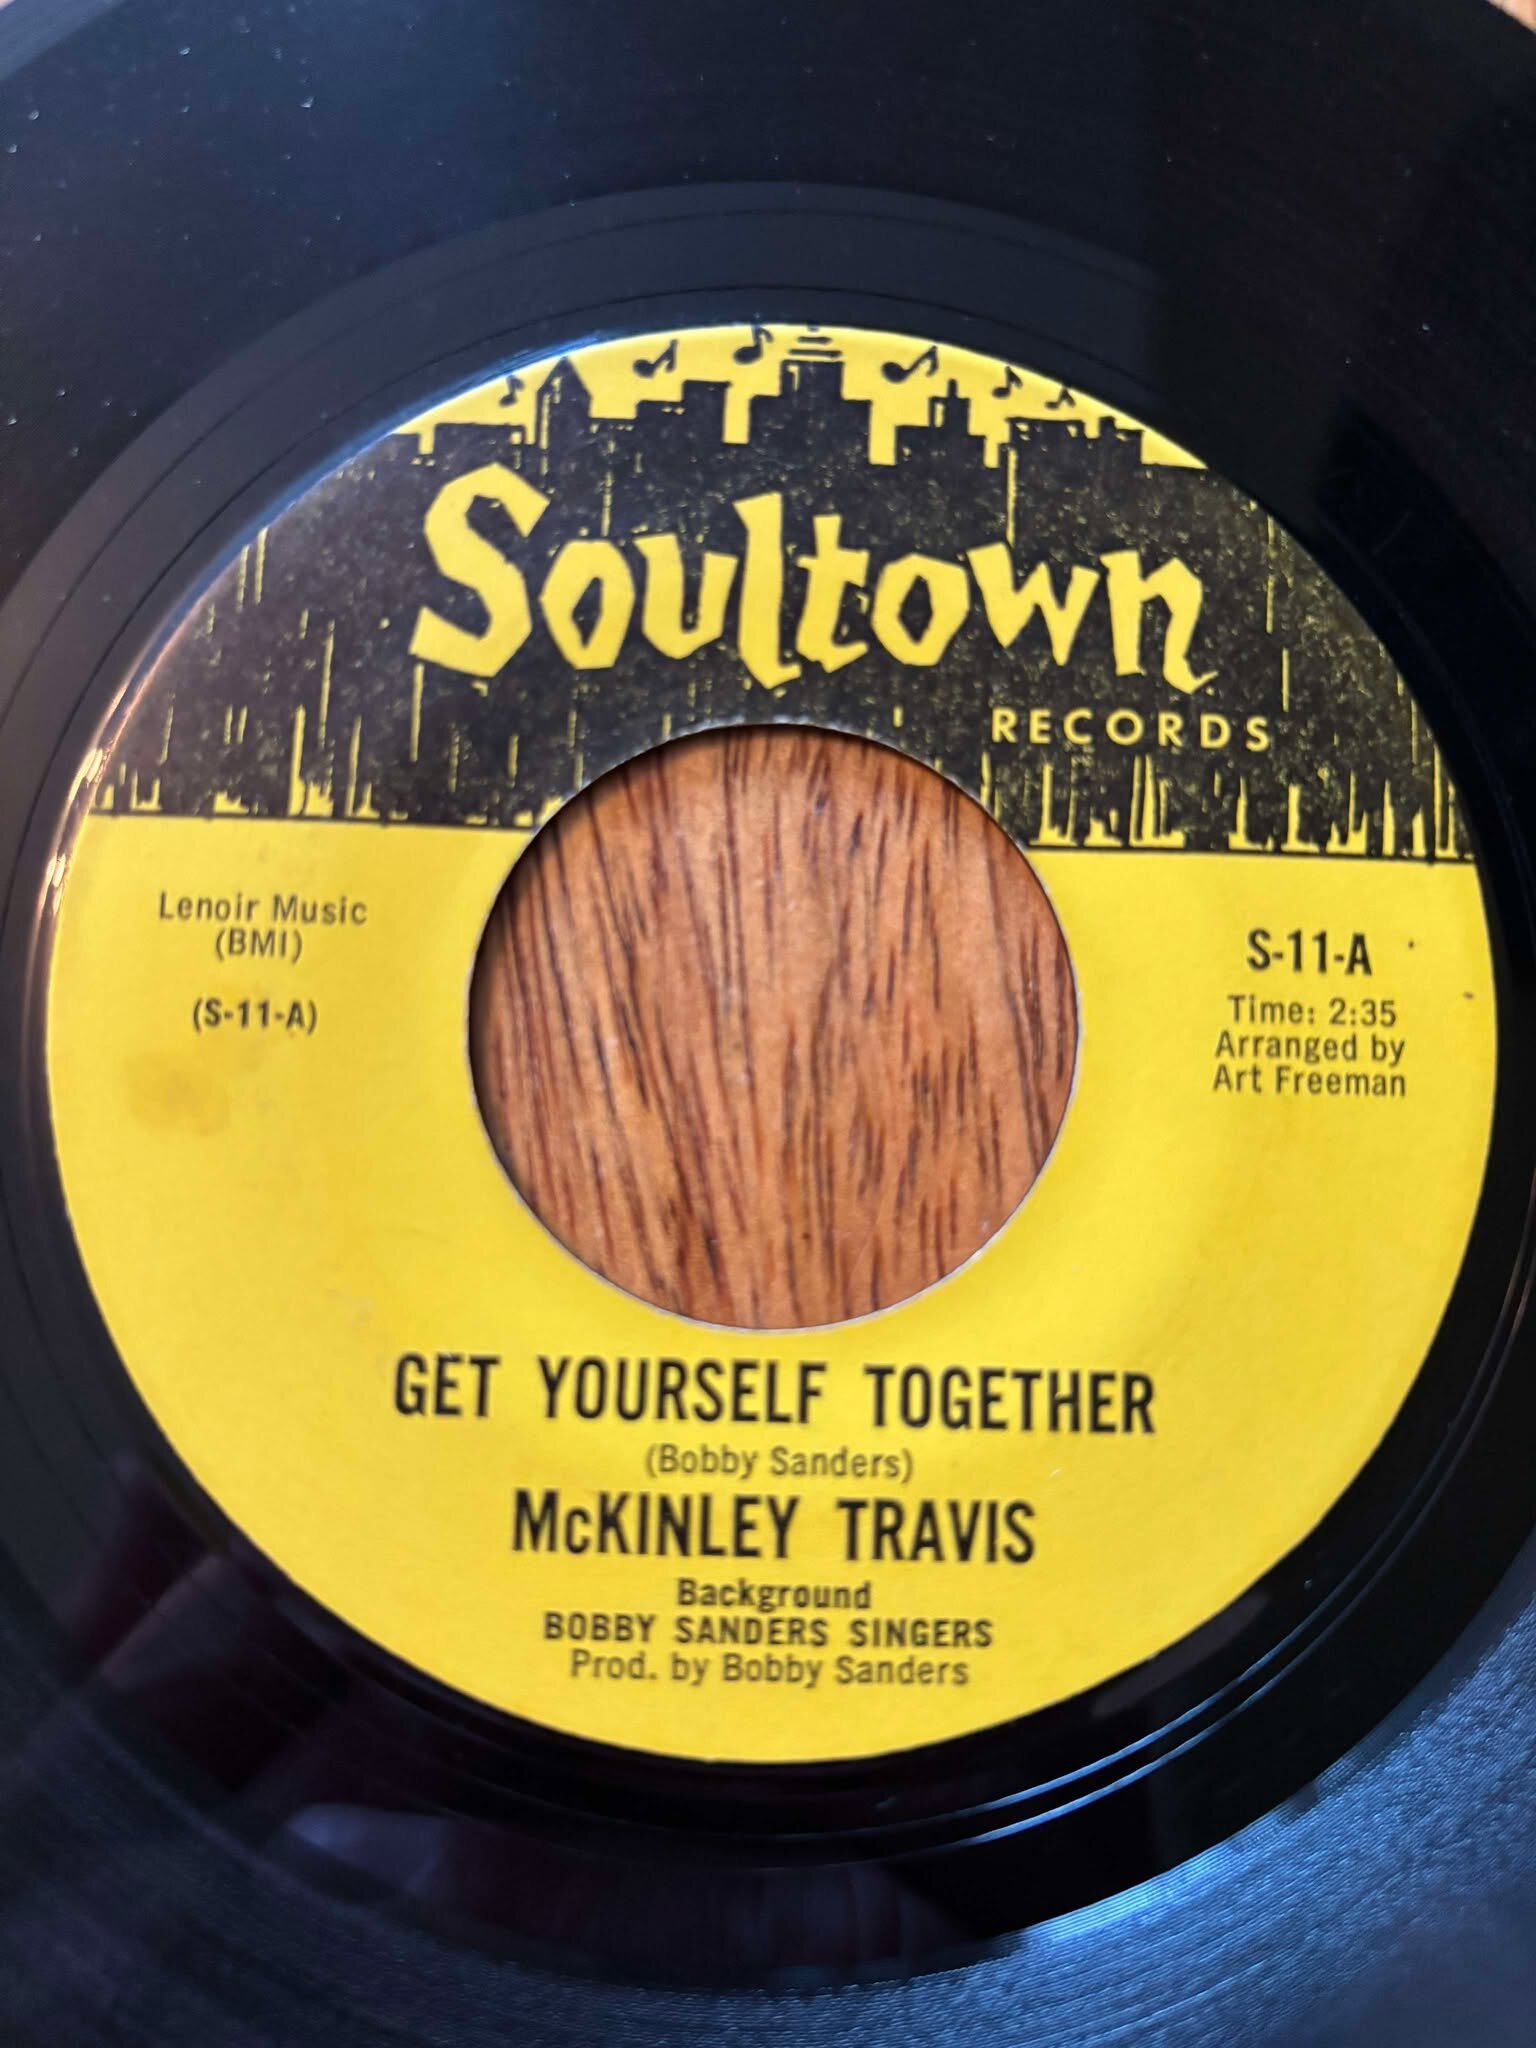 Soultown
RECORDS
Lenoir Music
(BMI)
(S-11-A)
S-11-A
Time: 2:35
Arranged by
Art Freeman
GET YOURSELF TOGETHER
(Bobby Sanders)
McKINLEY TRAVIS
Background
BOBBY SANDERS SINGERS
Prod. by Bobby Sanders